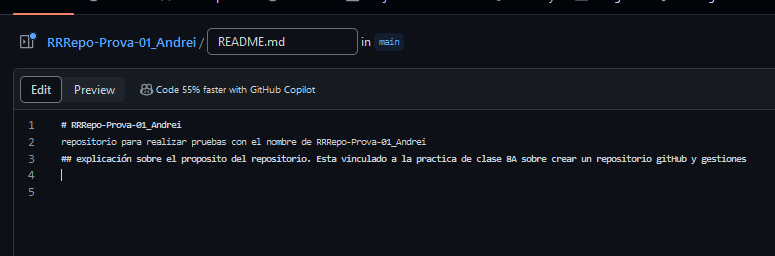 RRRepo-Prova-01_Andrei / README.md in main
Edit Preview Code 55% faster with GitHub Copilot
1 # RRRepo-Prova-01_Andrei
2 repositorio para realizar pruebas con el nombre de RRRepo-Prova-01_Andrei
3 ## explicación sobre el proposito del repositorio. Esta vinculado a la practica de clase 8A sobre crear un repositorio gitHub y gestiones
4
5